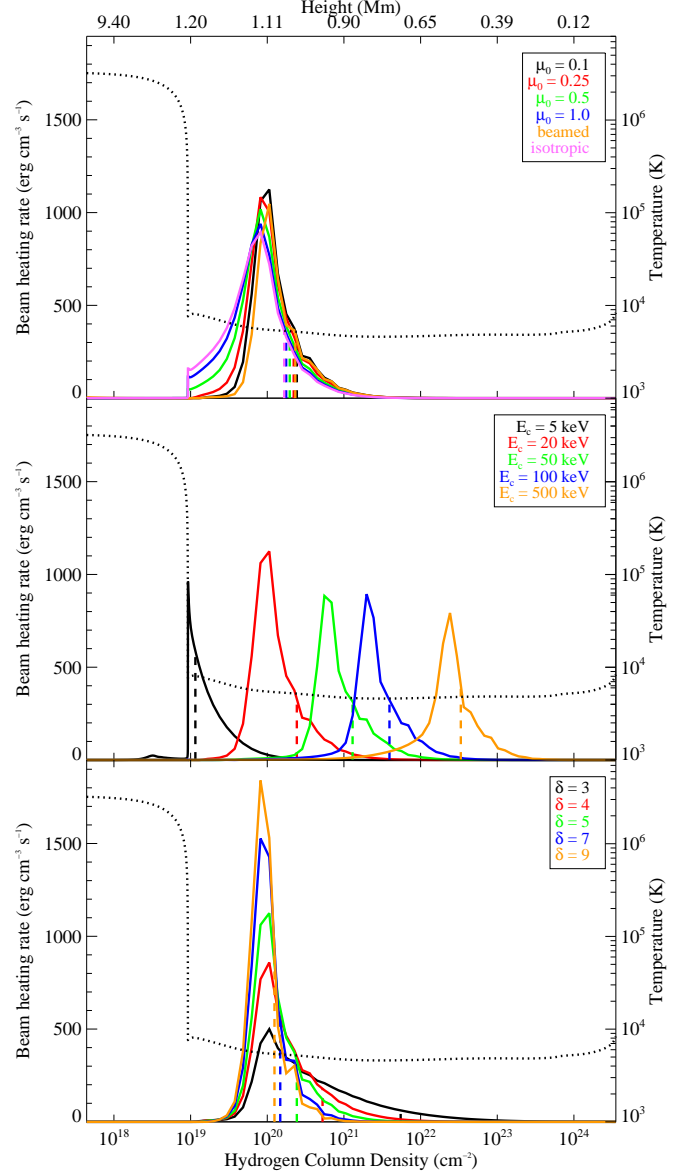 Height (Mm)
9.40 1.20 1.11 0.90 0.65 0.39 0.12
Beam heating rate (erg cm⁻³ s⁻¹)
1500
1000
500
0
μ₀ = 0.1
μ₀ = 0.25
μ₀ = 0.5
μ₀ = 1.0
beamed
isotropic
10⁶
10⁵
10⁴
10³
Temperature (K)
Beam heating rate (erg cm⁻³ s⁻¹)
1500
1000
500
0
E_c = 5 keV
E_c = 20 keV
E_c = 50 keV
E_c = 100 keV
E_c = 500 keV
10⁶
10⁵
10⁴
10³
Temperature (K)
Beam heating rate (erg cm⁻³ s⁻¹)
1500
1000
500
0
δ = 3
δ = 4
δ = 5
δ = 7
δ = 9
10⁶
10⁵
10⁴
10³
Temperature (K)
10¹⁸ 10¹⁹ 10²⁰ 10²¹ 10²² 10²³ 10²⁴
Hydrogen Column Density (cm⁻²)